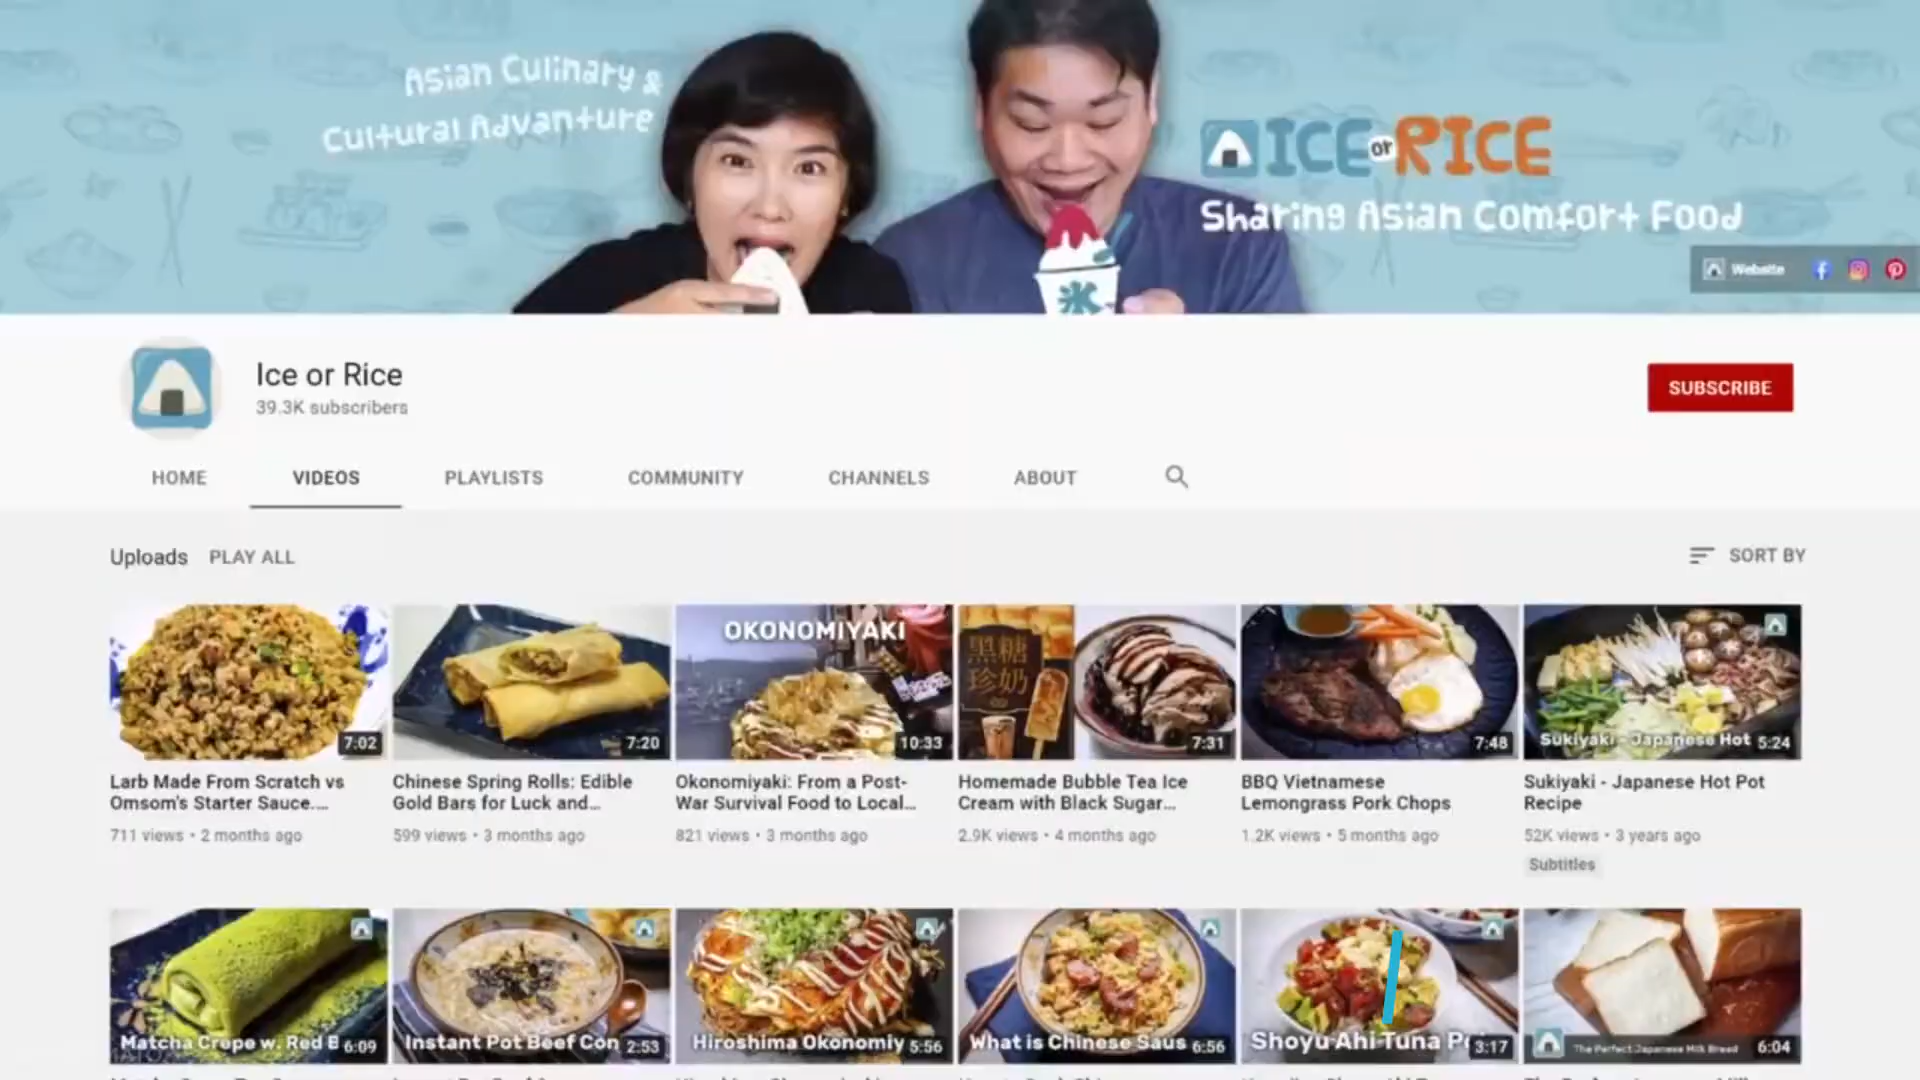 Asian Culinary &
Cultural Advanture
ICE or RICE
Sharing Asian Comfort Food
氷
Website
Ice or Rice
39.3K subscribers
SUBSCRIBE
HOME
VIDEOS
PLAYLISTS
COMMUNITY
CHANNELS
ABOUT
Uploads
PLAY ALL
SORT BY
7:02
7:20
OKONOMIYAKI
10:33
黒糖
珍奶
7:31
7:48
Sukiyaki - Japanese Hot
5:24
Larb Made From Scratch vs
Omsom's Starter Sauce....
711 views • 2 months ago
Chinese Spring Rolls: Edible
Gold Bars for Luck and...
599 views • 3 months ago
Okonomiyaki: From a Post-
War Survival Food to Local...
821 views • 3 months ago
Homemade Bubble Tea Ice
Cream with Black Sugar...
2.9K views • 4 months ago
BBQ Vietnamese
Lemongrass Pork Chops
1.2K views • 5 months ago
Sukiyaki - Japanese Hot Pot
Recipe
52K views • 3 years ago
Subtitles
Matcha Crepe w. Red B
6:09
Instant Pot Beef Con
2:53
Hiroshima Okonomiy
5:56
What is Chinese Saus
6:56
Shoyu Ahi Tuna P
3:17
The Perfect Japanese Milk Bread
6:04